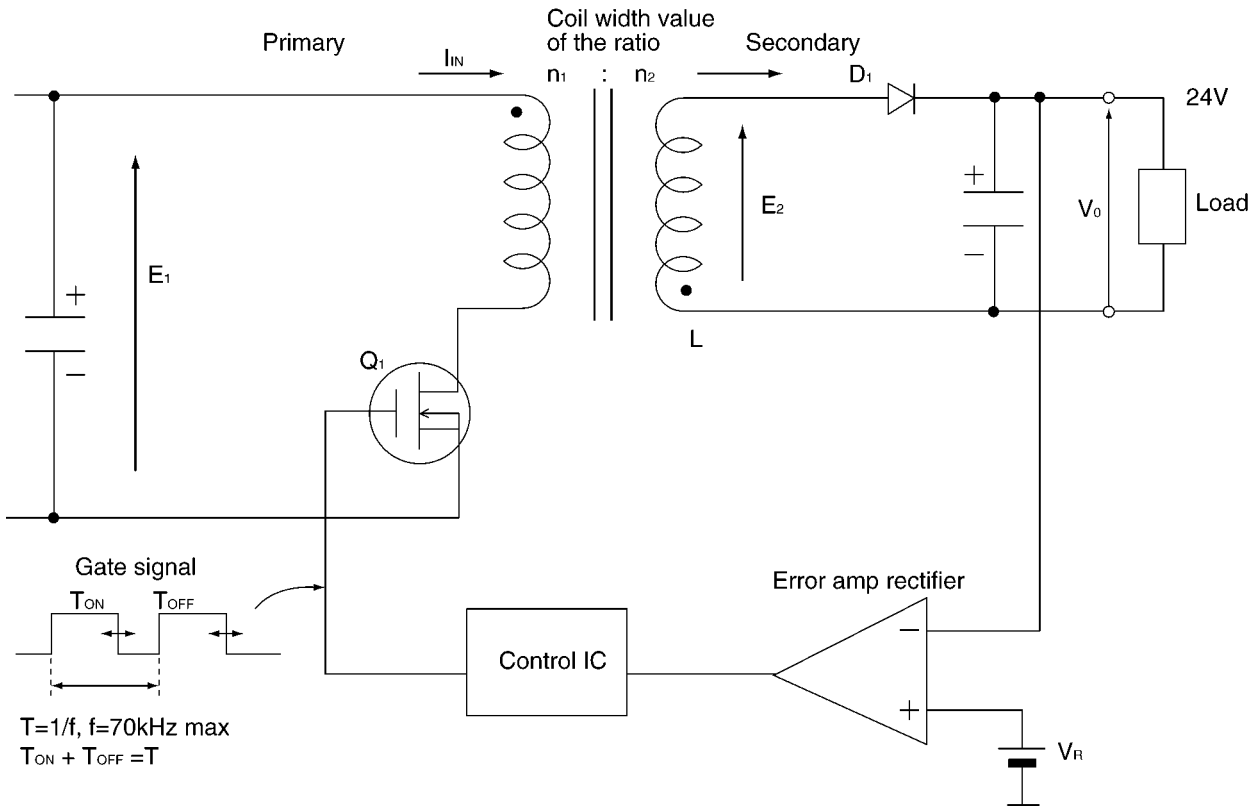 Coil width value
of the ratio
Primary
Secondary
IIN
n1 : n2
D1
24V
+
E1
E2
+
V0
Load
−
−
L
Q1
Gate signal
TON
TOFF
Error amp rectifier
−
Control IC
+
T=1/f, f=70kHz max
TON + TOFF =T
VR